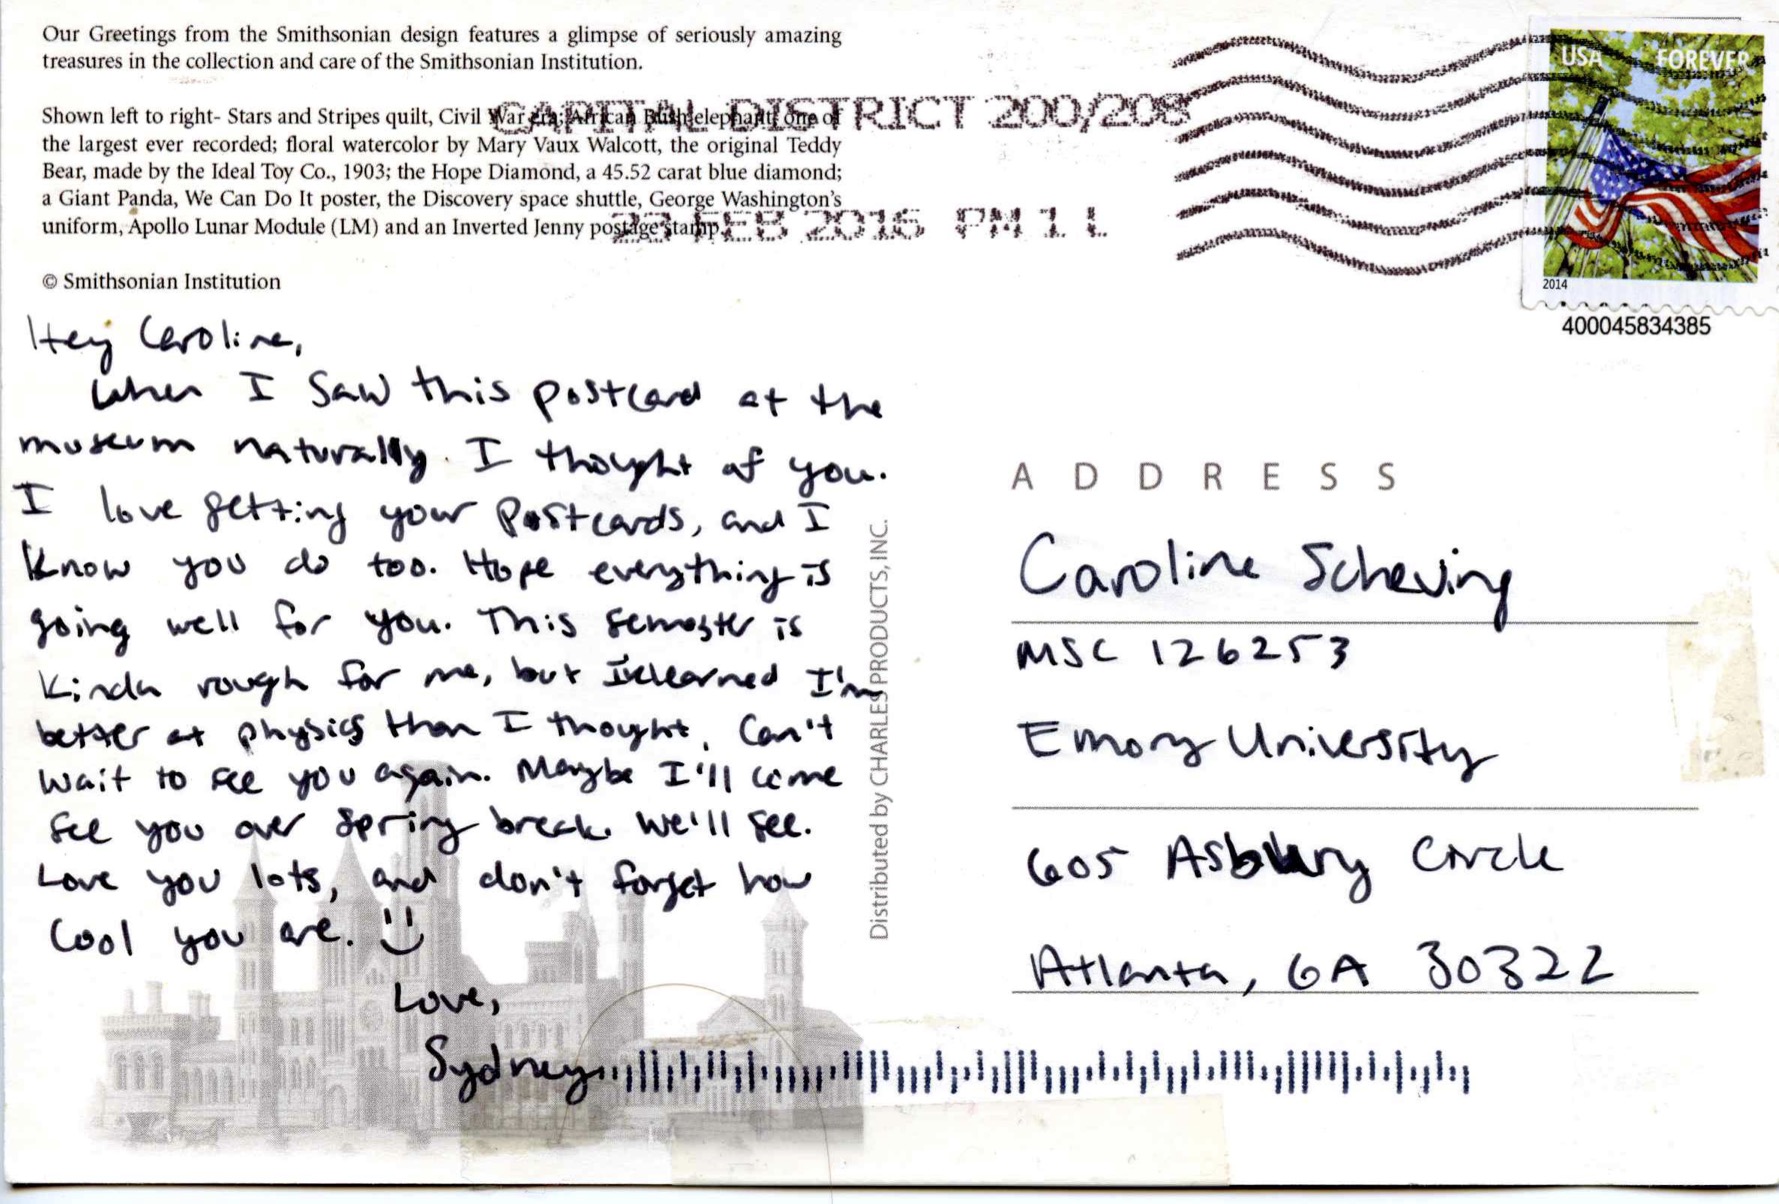 Our Greetings from the Smithsonian design features a glimpse of seriously amazing
treasures in the collection and care of the Smithsonian Institution.
Shown left to right- Stars and Stripes quilt, Civil War era; African Bush elephant, one of
the largest ever recorded; floral watercolor by Mary Vaux Walcott, the original Teddy
Bear, made by the Ideal Toy Co., 1903; the Hope Diamond, a 45.52 carat blue diamond;
a Giant Panda, We Can Do It poster, the Discovery space shuttle, George Washington's
uniform, Apollo Lunar Module (LM) and an Inverted Jenny postage stamp.
© Smithsonian Institution
CAPITAL DISTRICT 200/208
FEB 2016 PM 1 L
USA FOREVER
2014
400045834385
Hey Caroline,
When I saw this postcard at the
museum naturally I thought of you.
I love getting your postcards, and I
know you do too. Hope everything is
going well for you. This semester is
kinda rough for me, but I've learned I'm
better at physics than I thought. Can't
wait to see you again. Maybe I'll come
see you over spring break. We'll see.
Love you lots, and don't forget how
cool you are.
Love,
Sydney
Distributed by CHARLES PRODUCTS, INC.
ADDRESS
Caroline Scheving
MSC 126253
Emory University
605 Asbury Circle
Atlanta, GA 30322